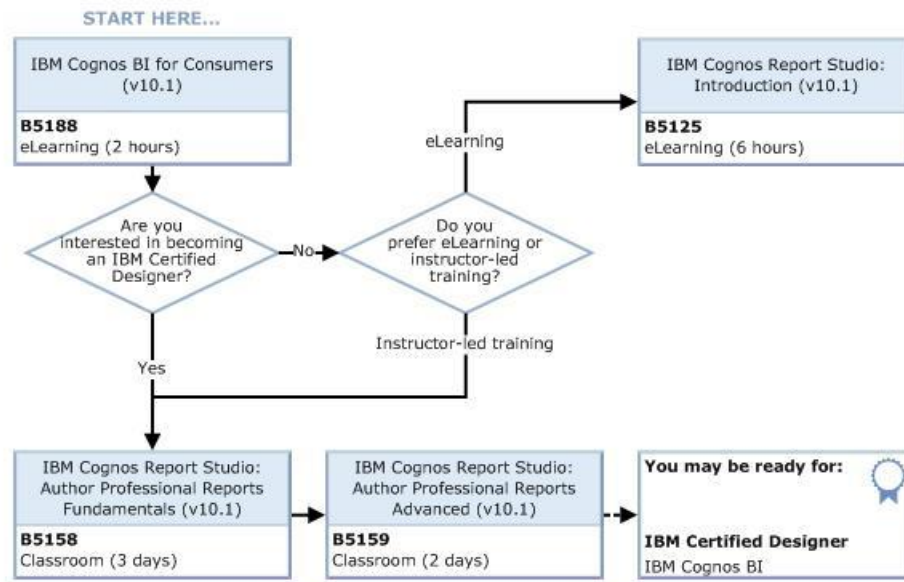 START HERE...
IBM Cognos BI for Consumers
(v10.1)
B5188
eLearning (2 hours)
IBM Cognos Report Studio:
Introduction (v10.1)
B5125
eLearning (6 hours)
eLearning
Are you
interested in becoming
an IBM Certified
Designer?
No
Do you
prefer eLearning or
instructor-led
training?
Yes
Instructor-led training
IBM Cognos Report Studio:
Author Professional Reports
Fundamentals (v10.1)
B5158
Classroom (3 days)
IBM Cognos Report Studio:
Author Professional Reports
Advanced (v10.1)
B5159
Classroom (2 days)
You may be ready for:
IBM Certified Designer
IBM Cognos BI